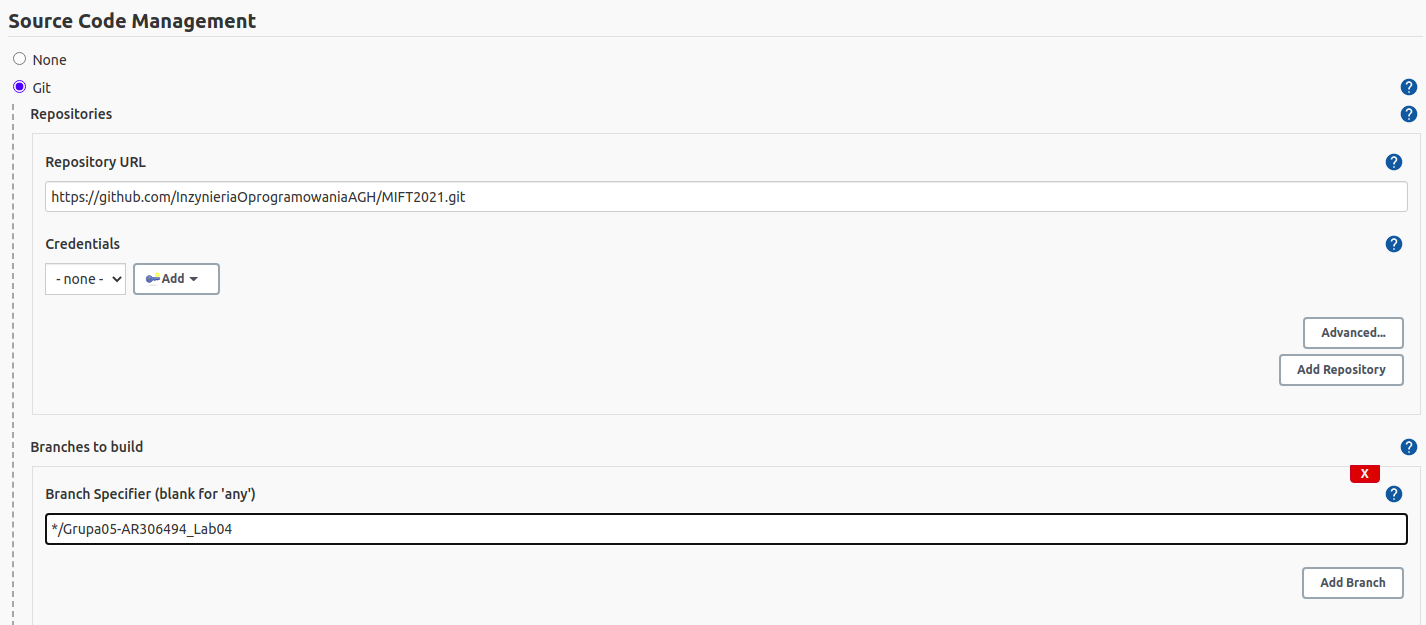 Source Code Management
None
Git
?
Repositories
?
Repository URL
?
https://github.com/InzynieriaOprogramowaniaAGH/MIFT2021.git
Credentials
?
- none -
Add
Advanced...
Add Repository
Branches to build
?
X
Branch Specifier (blank for 'any')
?
*/Grupa05-AR306494_Lab04
Add Branch